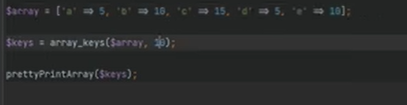 $array = ['a' => 5, 'b' => 10, 'c' => 15, 'd' => 5, 'e' => 10];
$keys = array_keys($array, 10);
prettyPrintArray($keys);